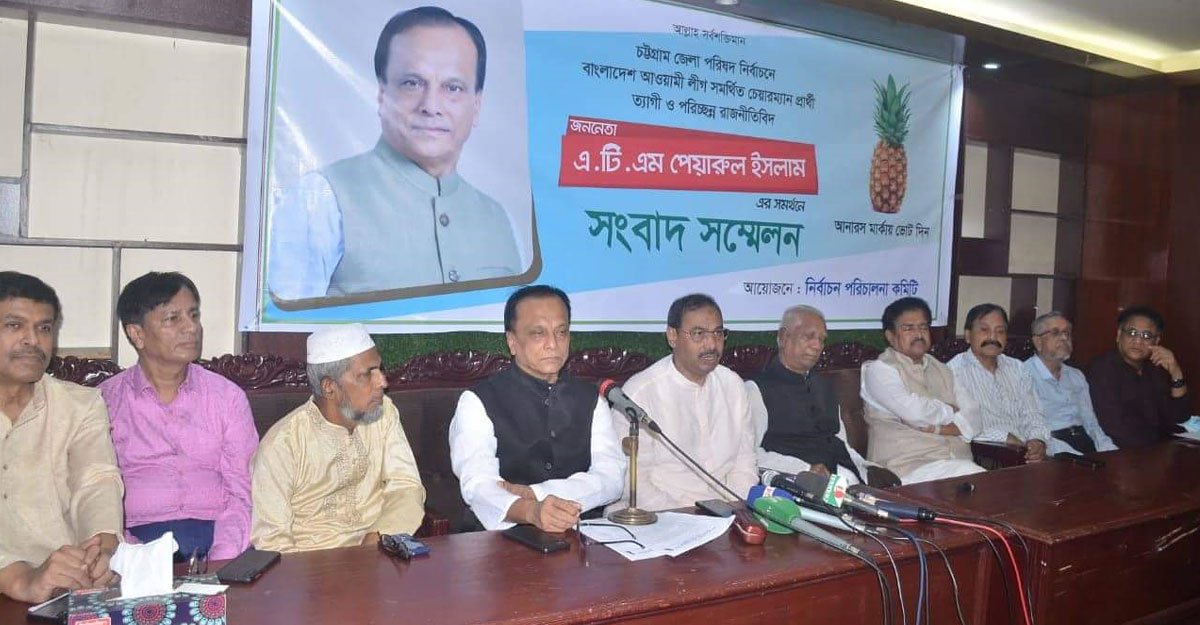 আল্লাহ সর্বশক্তিমান
চট্টগ্রাম জেলা পরিষদ নির্বাচনে
বাংলাদেশ আওয়ামী লীগ সমর্থিত চেয়ারম্যান প্রার্থী
ত্যাগী ও পরিচ্ছন্ন রাজনীতিবিদ
জননেতা
এ.টি.এম পেয়ারুল ইসলাম
এর সমর্থনে
সংবাদ সম্মেলন
আনারস মার্কায় ভোট দিন
আয়োজনে : নির্বাচন পরিচালনা কমিটি